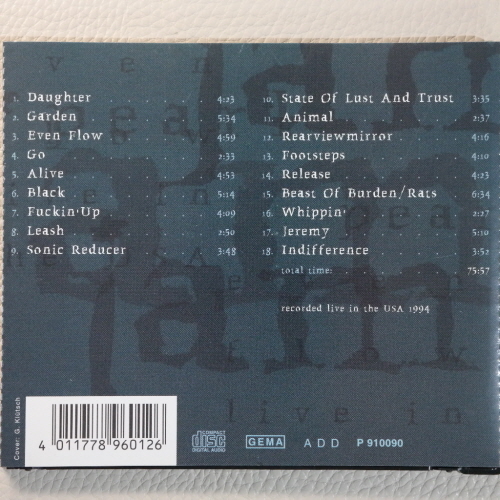 1. Daughter 4:23
2. Garden 5:34
3. Even Flow 4:59
4. Go 2:33
5. Alive 4:53
6. Black 5:14
7. Fuckin'Up 4:09
8. Leash 2:50
9. Sonic Reducer 3:48
10. State Of Lust And Trust 3:35
11. Animal 2:37
12. Rearviewmirror 4:16
13. Footsteps 4:10
14. Release 4:23
15. Beast Of Burden/Rats 6:34
16. Whippin' 2:27
17. Jeremy 5:10
18. Indifference 3:52
total time: 75:57
recorded live in the USA 1994
live in
Cover: G. Klütsch
4 011778 960126
COMPACT
disc
DIGITAL AUDIO
GEMA
ADD
P 910090